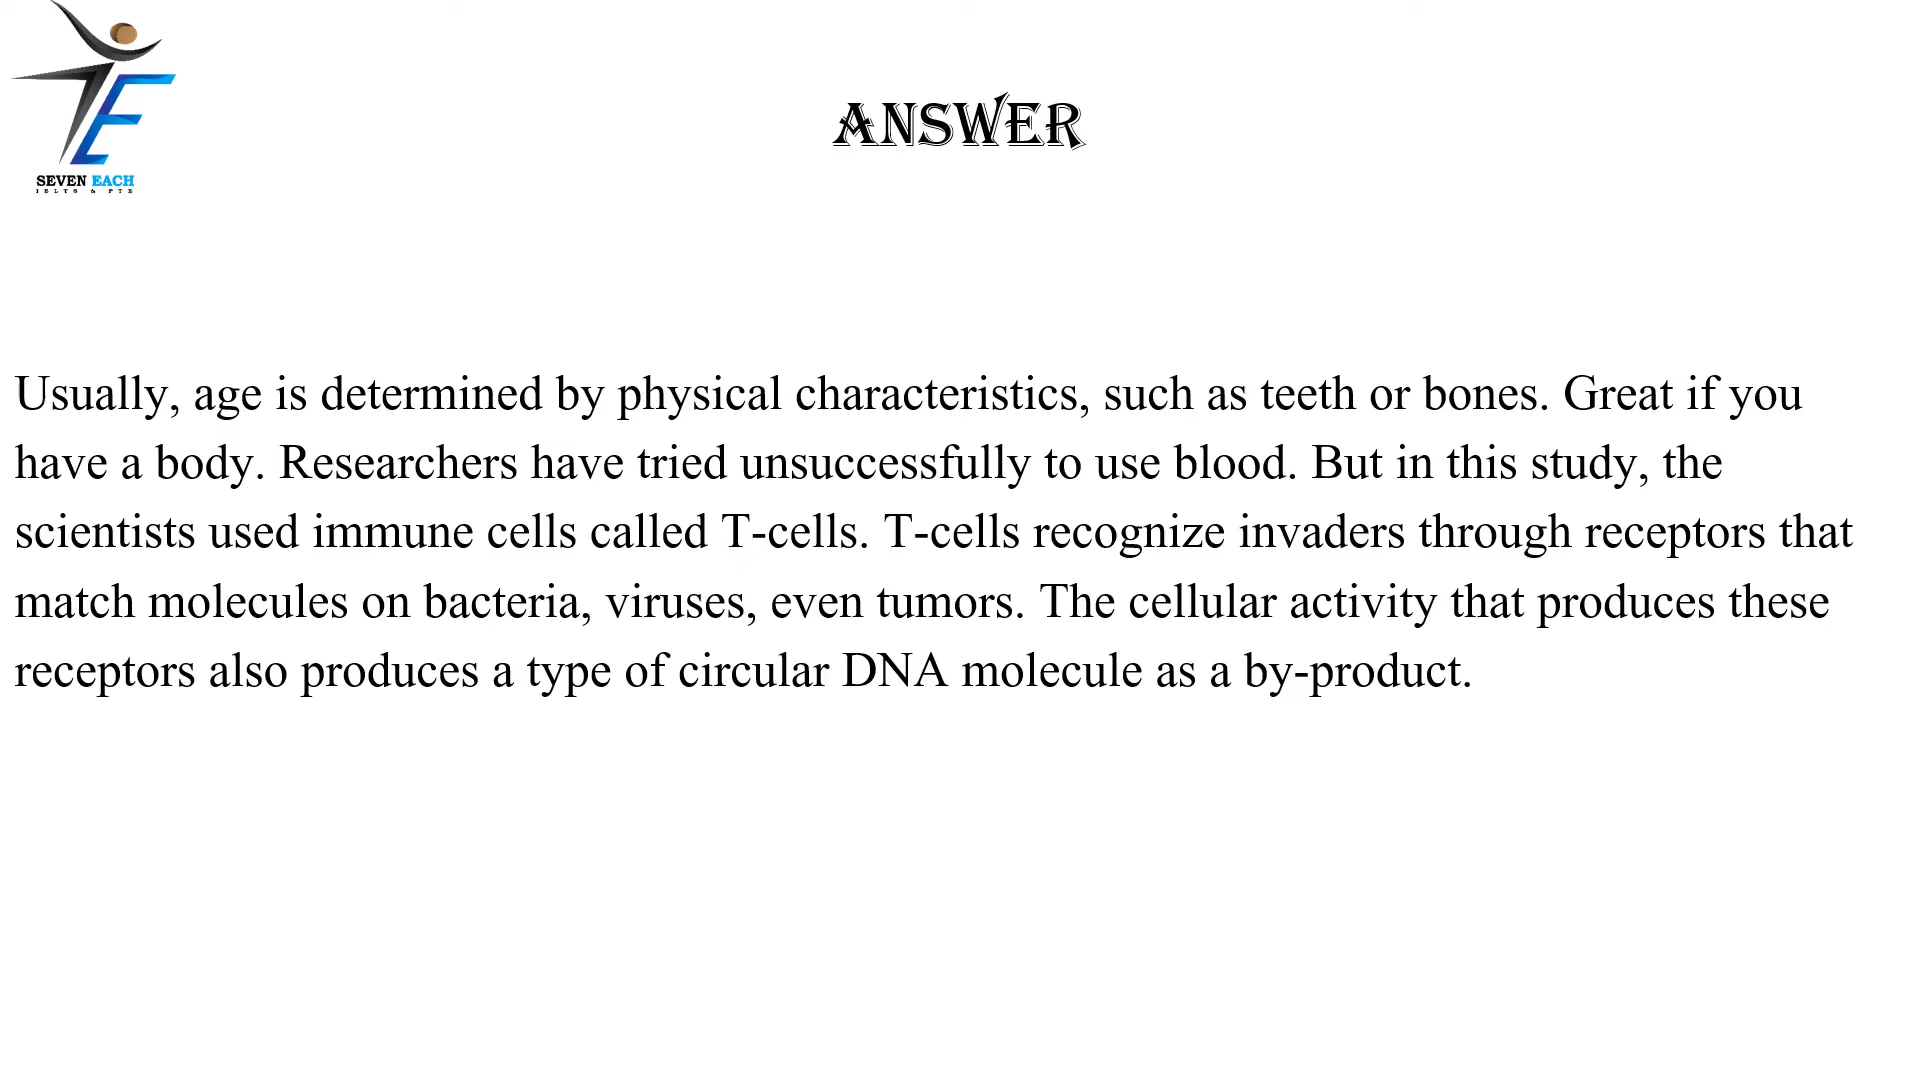 SEVEN EACH
IELTS & PTE
ANSWER
Usually, age is determined by physical characteristics, such as teeth or bones. Great if you
have a body. Researchers have tried unsuccessfully to use blood. But in this study, the
scientists used immune cells called T-cells. T-cells recognize invaders through receptors that
match molecules on bacteria, viruses, even tumors. The cellular activity that produces these
receptors also produces a type of circular DNA molecule as a by-product.